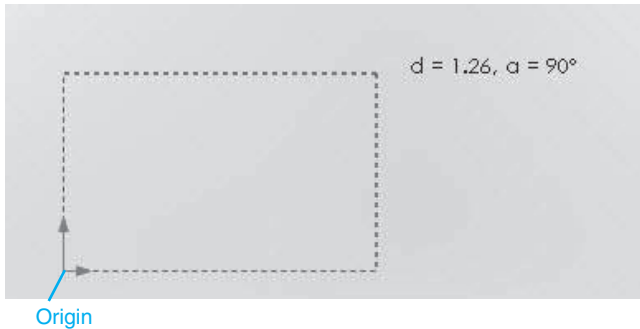 d = 1.26, a = 90°
Origin